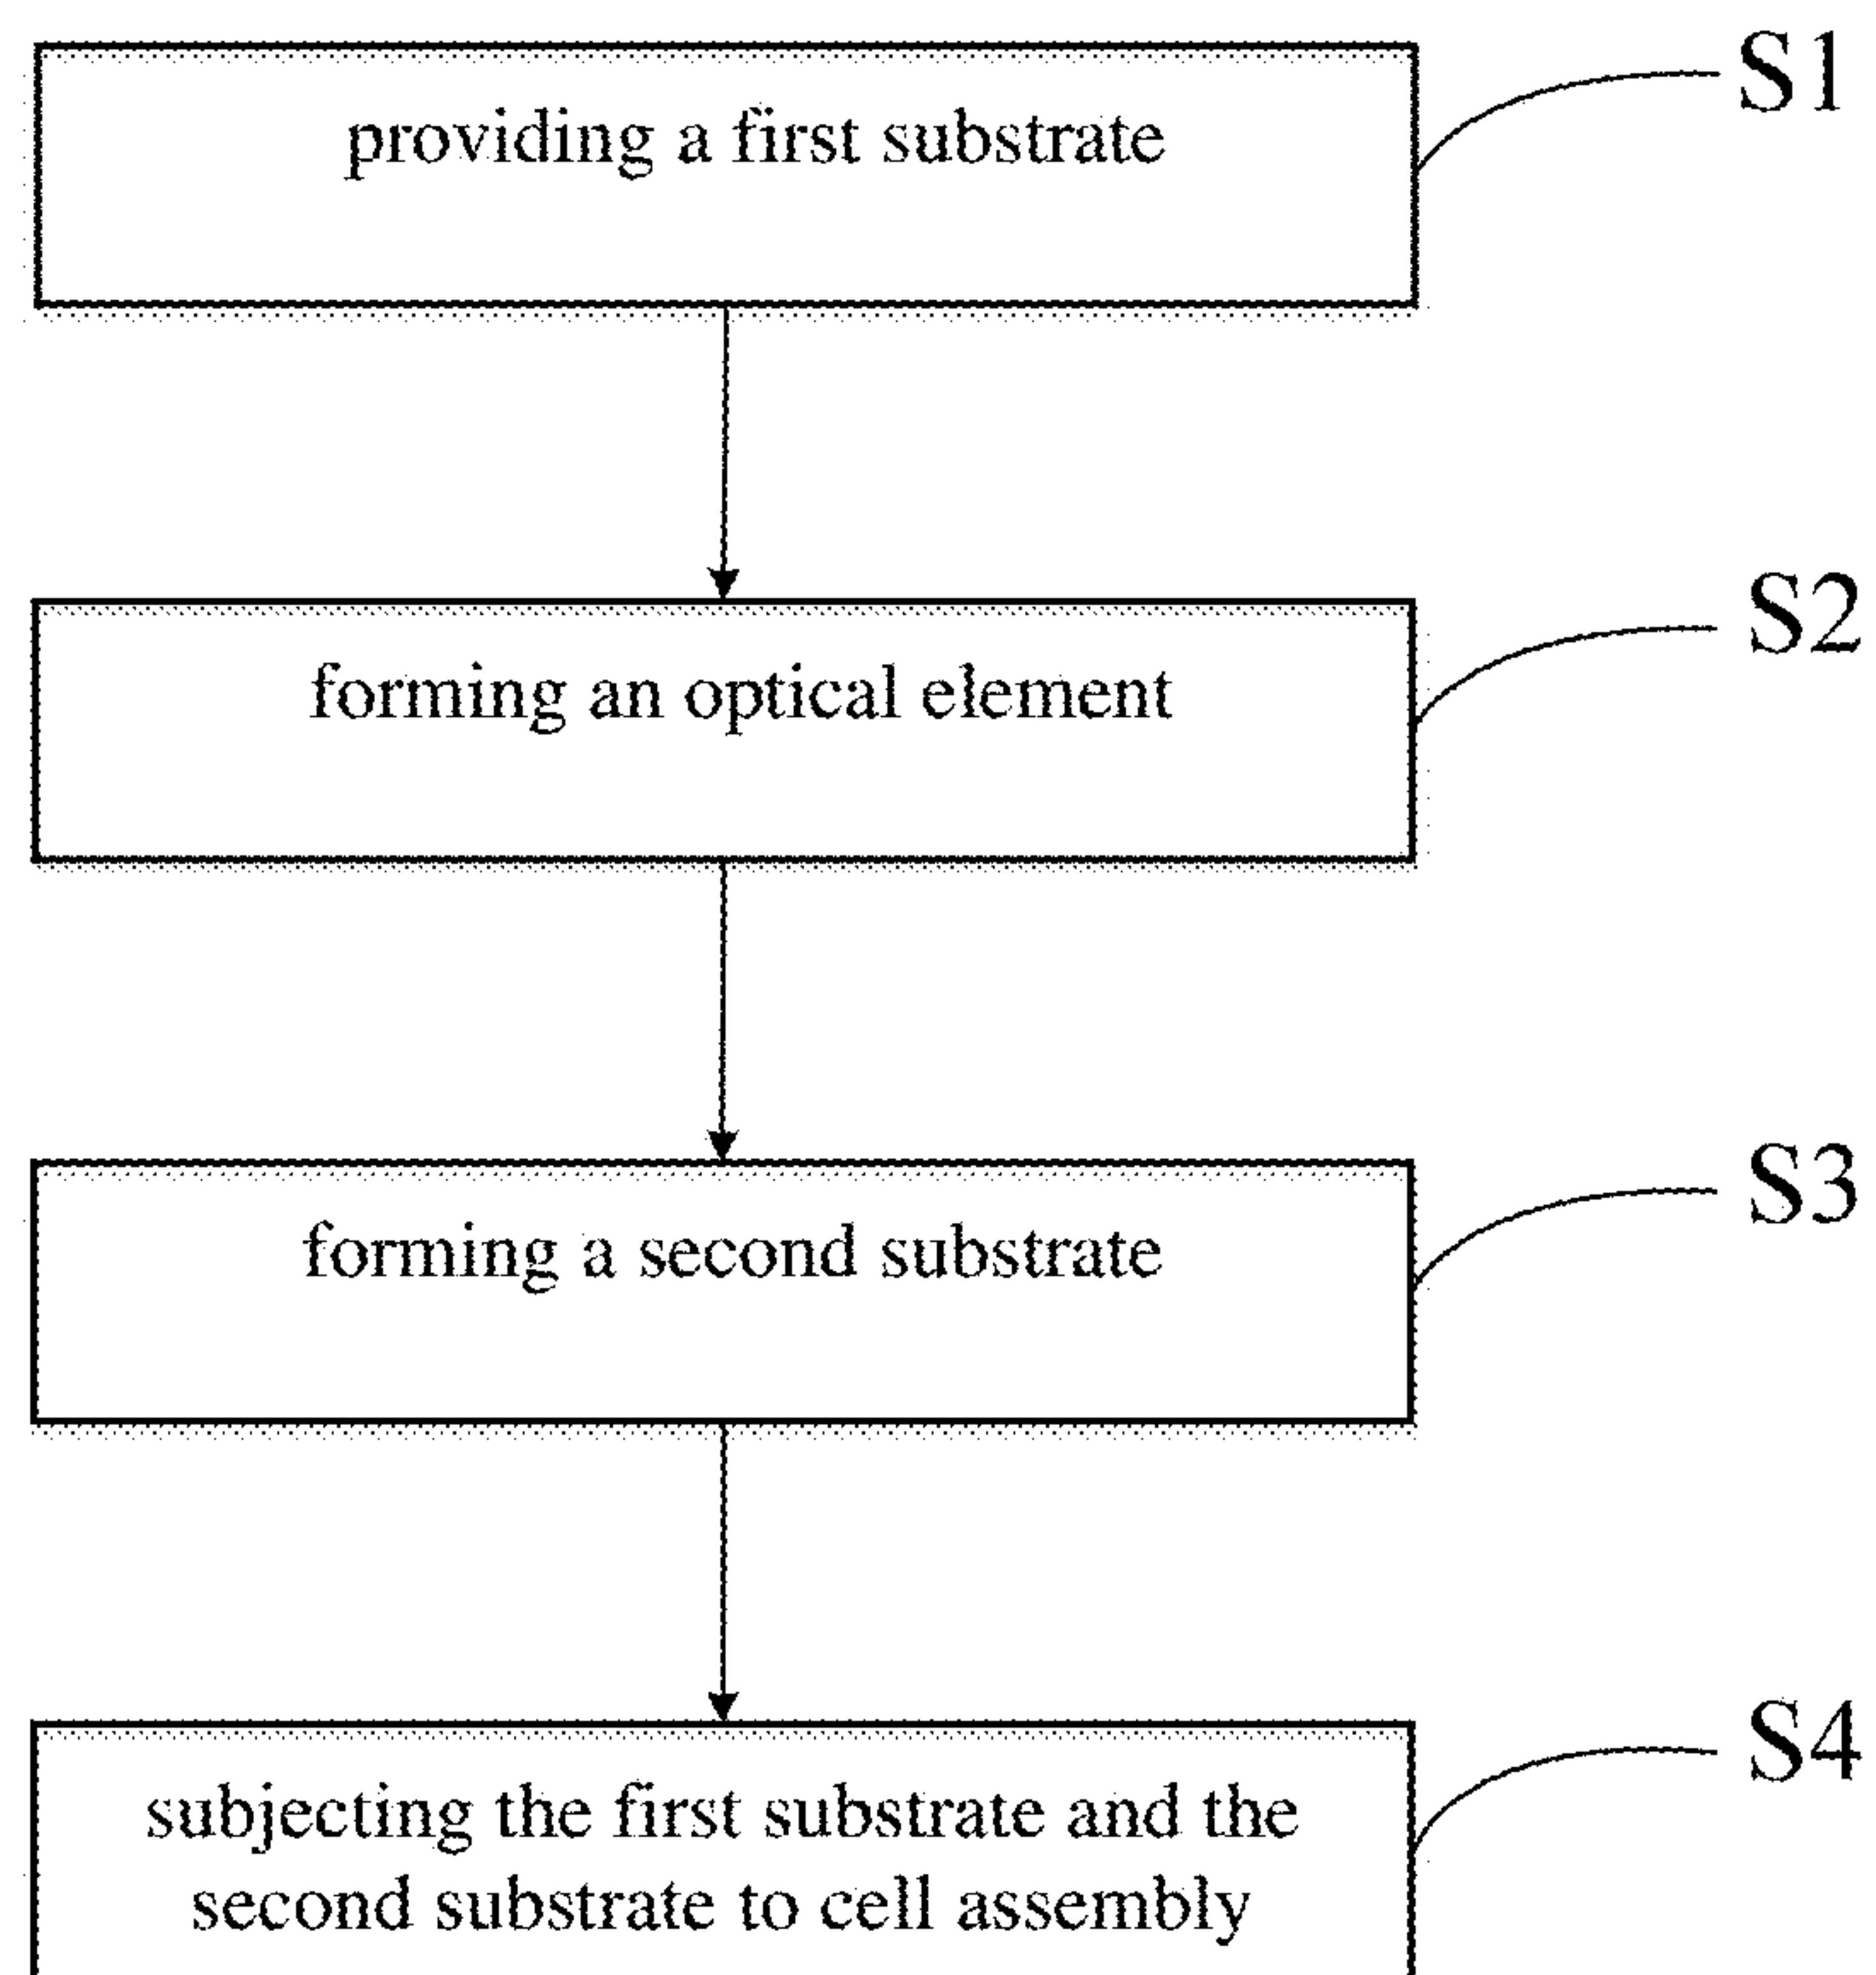 providing a first substrate
S1
forming an optical element
S2
forming a second substrate
S3
subjecting the first substrate and the
second substrate to cell assembly
S4